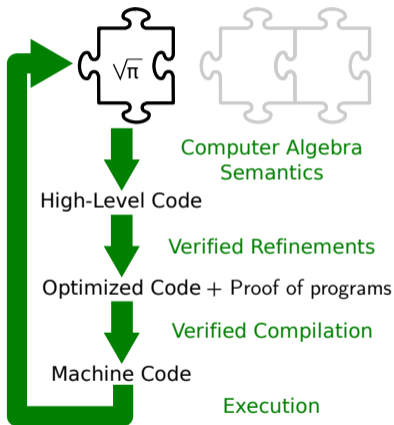 √π
Computer Algebra
Semantics
High-Level Code
Verified Refinements
Optimized Code + Proof of programs
Verified Compilation
Machine Code
Execution